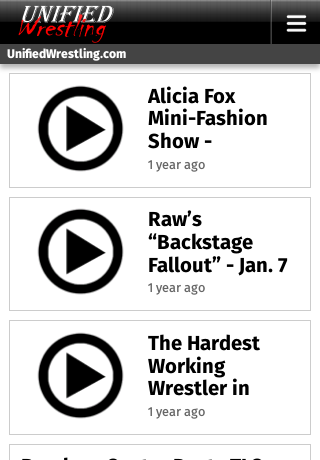 UNIFIED
Wrestling
UnifiedWrestling.com
Alicia Fox
Mini-Fashion
Show -
1 year ago
Raw’s
“Backstage
Fallout” - Jan. 7
1 year ago
The Hardest
Working
Wrestler in
1 year ago